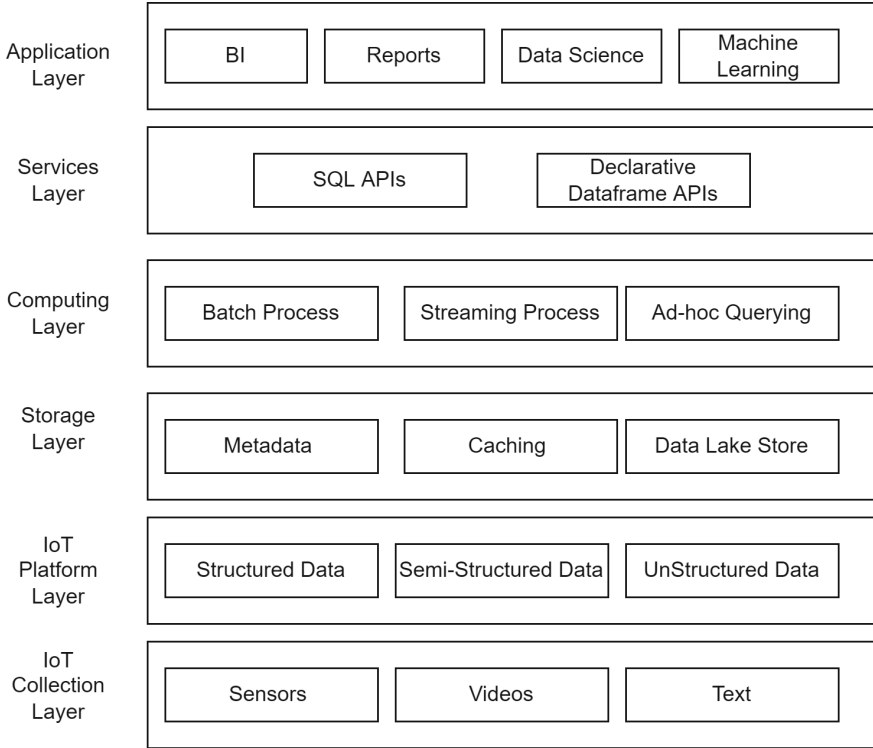 Application
Layer
BI
Reports
Data Science
Machine
Learning
Services
Layer
SQL APIs
Declarative
Dataframe APIs
Computing
Layer
Batch Process
Streaming Process
Ad-hoc Querying
Storage
Layer
Metadata
Caching
Data Lake Store
IoT
Platform
Layer
Structured Data
Semi-Structured Data
UnStructured Data
IoT
Collection
Layer
Sensors
Videos
Text